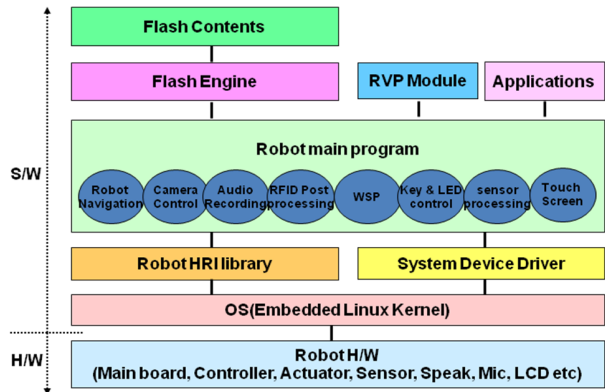 Flash Contents
Flash Engine
RVP Module
Applications
Robot main program
Robot
Navigation
Camera
Control
Audio
Recording
RFID Post
processing
WSP
Key & LED
control
sensor
processing
Touch
Screen
S/W
Robot HRI library
System Device Driver
OS(Embedded Linux Kernel)
H/W
Robot H/W
(Main board, Controller, Actuator, Sensor, Speak, Mic, LCD etc)